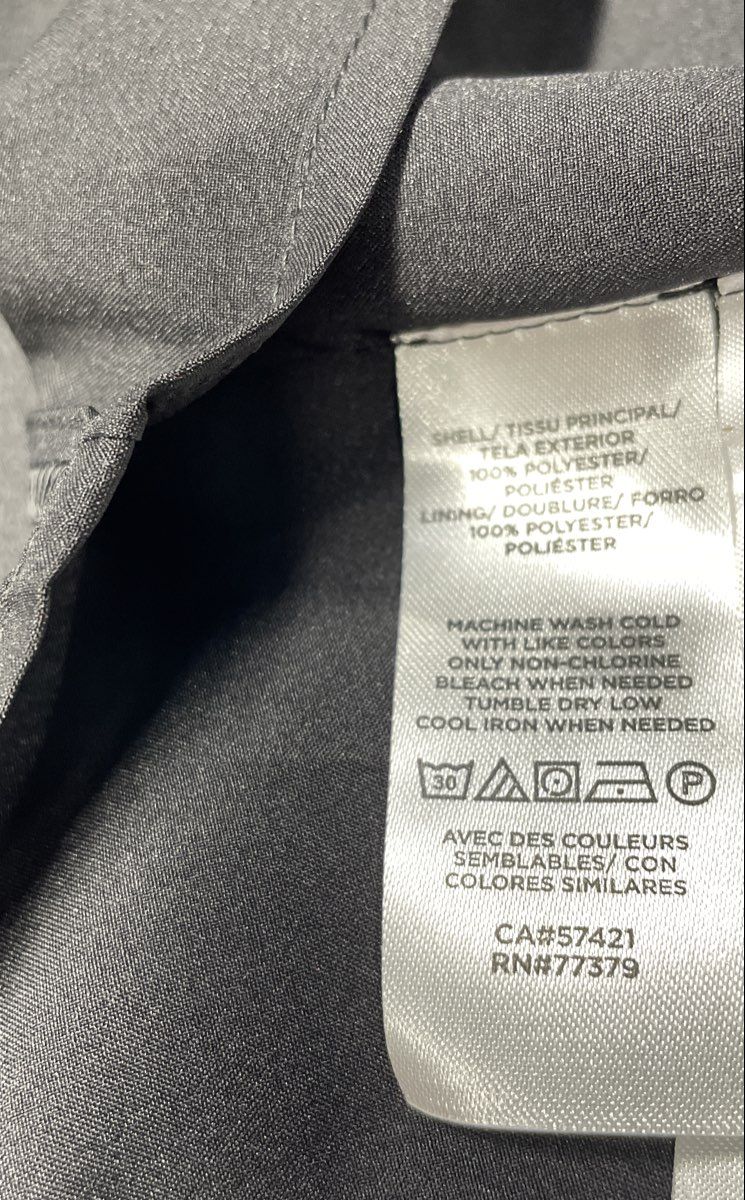 SHELL/ TISSU PRINCIPAL/
TELA EXTERIOR
100% POLYESTER/
POLIÉSTER
LINING/ DOUBLURE/ FORRO
100% POLYESTER/
POLIÉSTER
MACHINE WASH COLD
WITH LIKE COLORS
ONLY NON-CHLORINE
BLEACH WHEN NEEDED
TUMBLE DRY LOW
COOL IRON WHEN NEEDED
30 P
AVEC DES COULEURS
SEMBLABLES/ CON
COLORES SIMILARES
CA#57421
RN#77379